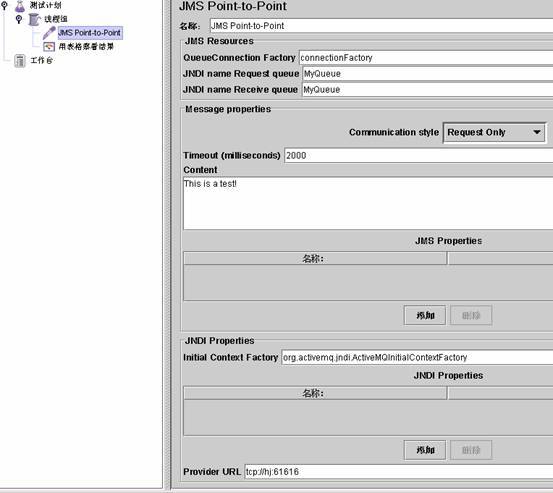 测试计划
线程组
JMS Point-to-Point
用表格察看结果
工作台
JMS Point-to-Point
名称: JMS Point-to-Point
JMS Resources
QueueConnection Factory connectionFactory
JNDI name Request queue MyQueue
JNDI name Receive queue MyQueue
Message properties
Communication style Request Only
Timeout (milliseconds) 2000
Content
This is a test!
JMS Properties
名称:
添加 删除
JNDI Properties
Initial Context Factory org.activemq.jndi.ActiveMQInitialContextFactory
JNDI Properties
名称:
添加 删除
Provider URL tcp://hj:61616